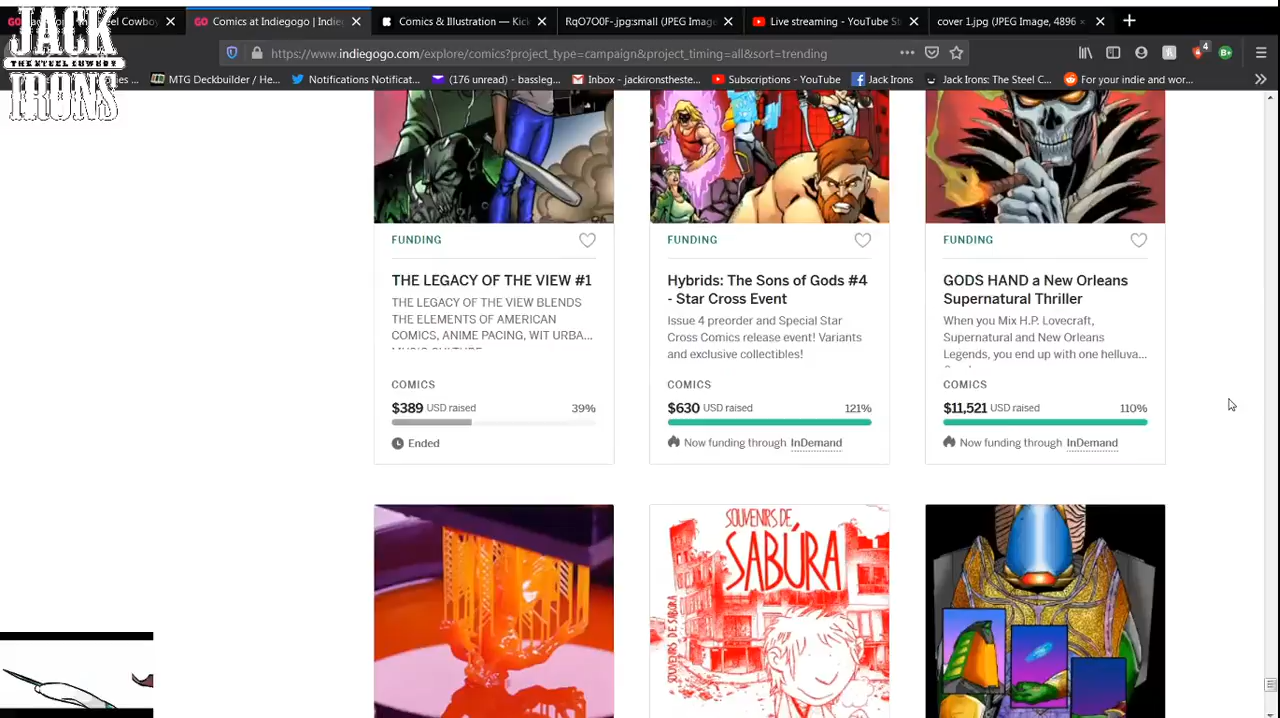 Steel Cowboy
Comics at Indiegogo | Indie
Comics & Illustration — Kick
RqO7O0F-.jpg:small (JPEG Imag
Live streaming - YouTube S
cover 1.jpg (JPEG Image, 4896 ×
JACK
THE STEEL COWBOY
IRONS
https://www.indiegogo.com/explore/comics?project_type=campaign&project_timing=all&sort=trending
4
MTG Deckbuilder / He...
Notifications Notificat...
(176 unread) - bassleg...
Inbox - jackironsthest...
Subscriptions - YouTube
Jack Irons
Jack Irons: The Steel C...
For your indie and wor...
FUNDING
THE LEGACY OF THE VIEW #1
THE LEGACY OF THE VIEW BLENDS
THE ELEMENTS OF AMERICAN
COMICS, ANIME PACING, WIT URBA...
COMICS
$389 USD raised 39%
Ended
FUNDING
Hybrids: The Sons of Gods #4
- Star Cross Event
Issue 4 preorder and Special Star
Cross Comics release event! Variants
and exclusive collectibles!
COMICS
$630 USD raised 121%
Now funding through InDemand
FUNDING
GODS HAND a New Orleans
Supernatural Thriller
When you Mix H.P. Lovecraft,
Supernatural and New Orleans
Legends, you end up with one helluva...
COMICS
$11,521 USD raised 110%
Now funding through InDemand
SOUVENIRS DE
SABÚRA
SOUVENIRS DE SABÚRA